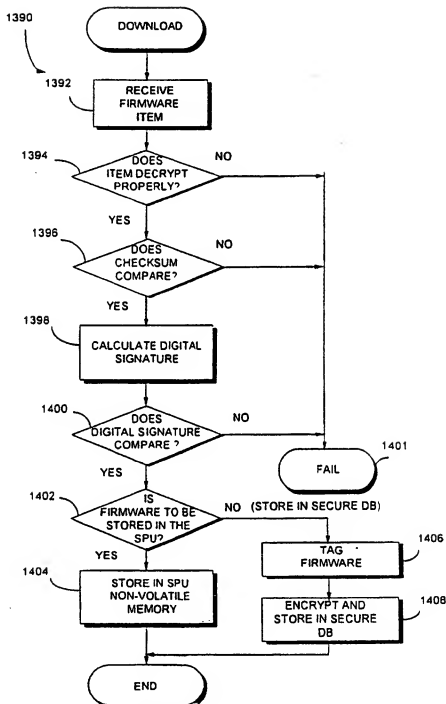 1390
DOWNLOAD
1392
RECEIVE
FIRMWARE
ITEM
1394
DOES
ITEM DECRYPT
PROPERLY?
NO
YES
1396
DOES
CHECKSUM
COMPARE?
NO
YES
1398
CALCULATE DIGITAL
SIGNATURE
1400
DOES
DIGITAL SIGNATURE
COMPARE ?
NO
YES
1401
FAIL
1402
IS
FIRMWARE TO BE
STORED IN THE
SPU?
NO (STORE IN SECURE DB)
YES
1404
STORE IN SPU
NON-VOLATILE
MEMORY
TAG
FIRMWARE
1406
ENCRYPT AND
STORE IN SECURE
DB
1408
END